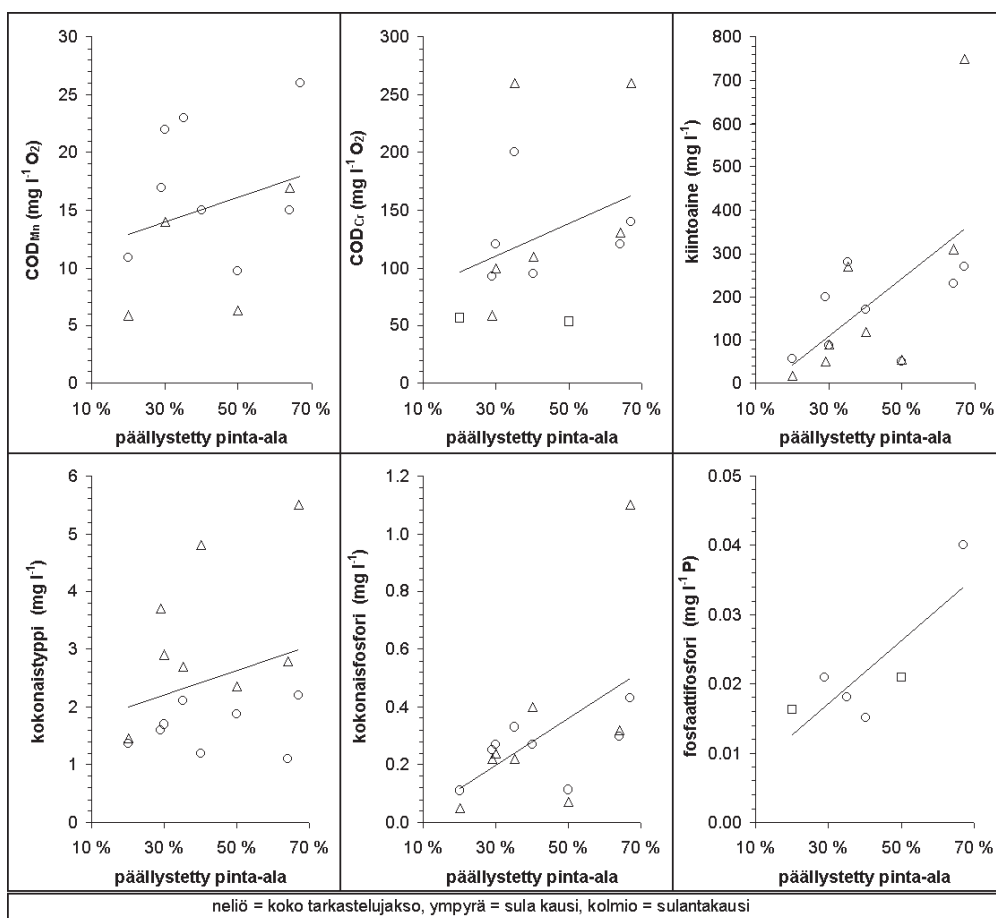 COD_Mn (mg l⁻¹ O₂)
30
25
20
15
10
5
0
10 % 30 % 50 % 70 %
päällystetty pinta-ala
COD_Cr (mg l⁻¹ O₂)
300
250
200
150
100
50
0
10 % 30 % 50 % 70 %
päällystetty pinta-ala
kiintoaine (mg l⁻¹)
800
700
600
500
400
300
200
100
0
10 % 30 % 50 % 70 %
päällystetty pinta-ala
kokonaistyppi (mg l⁻¹)
6
5
4
3
2
1
0
10 % 30 % 50 % 70 %
päällystetty pinta-ala
kokonaisfosfori (mg l⁻¹)
1.2
1.0
0.8
0.6
0.4
0.2
0.0
10 % 30 % 50 % 70 %
päällystetty pinta-ala
fosfaattifosfori (mg l⁻¹ P)
0.05
0.04
0.03
0.02
0.01
0.00
10 % 30 % 50 % 70 %
päällystetty pinta-ala
neliö = koko tarkastelujakso, ympyrä = sula kausi, kolmio = sulantakausi